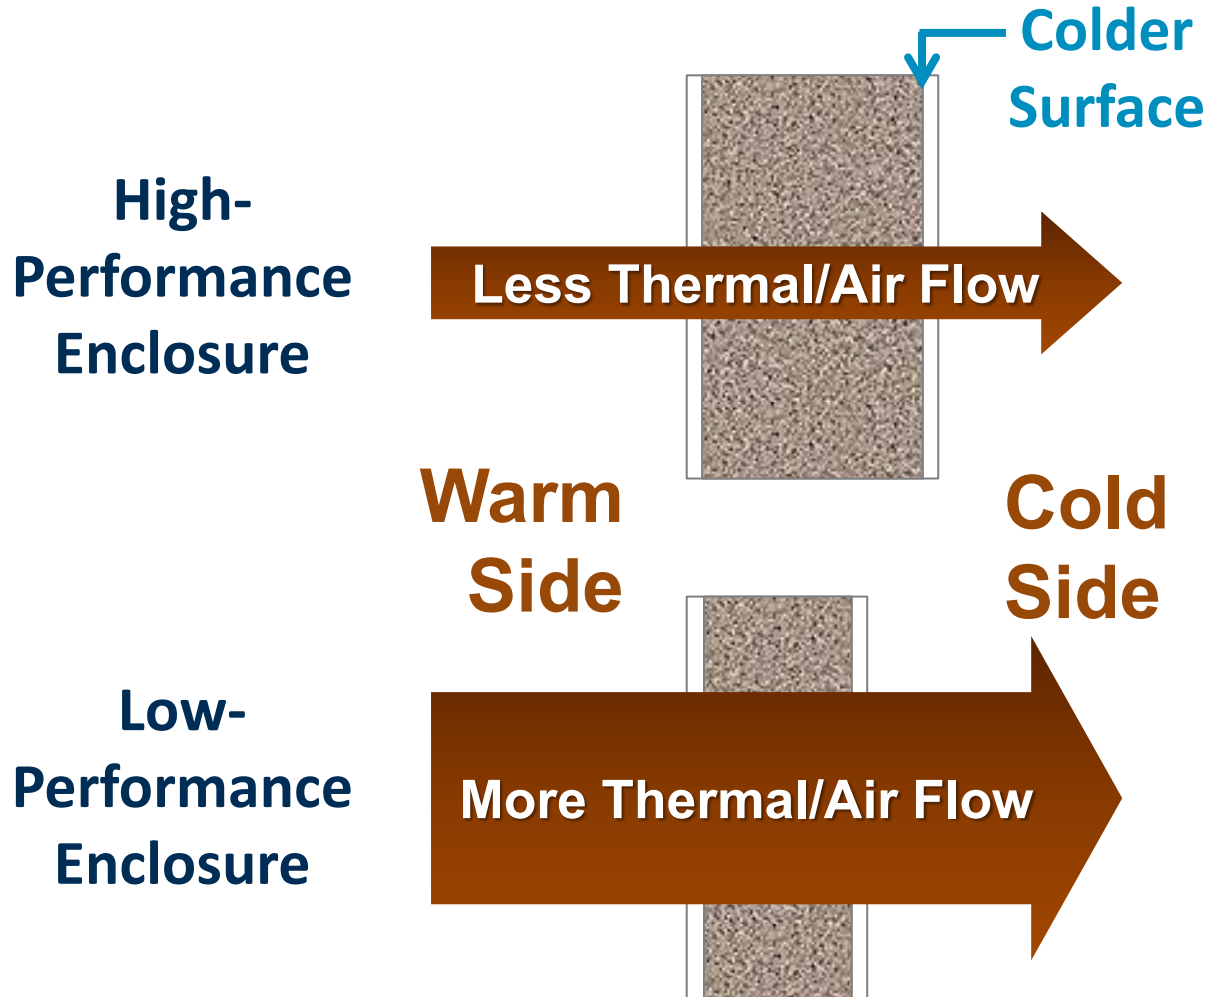 Colder
Surface
High-
Performance
Enclosure
Less Thermal/Air Flow
Warm
Side
Cold
Side
Low-
Performance
Enclosure
More Thermal/Air Flow